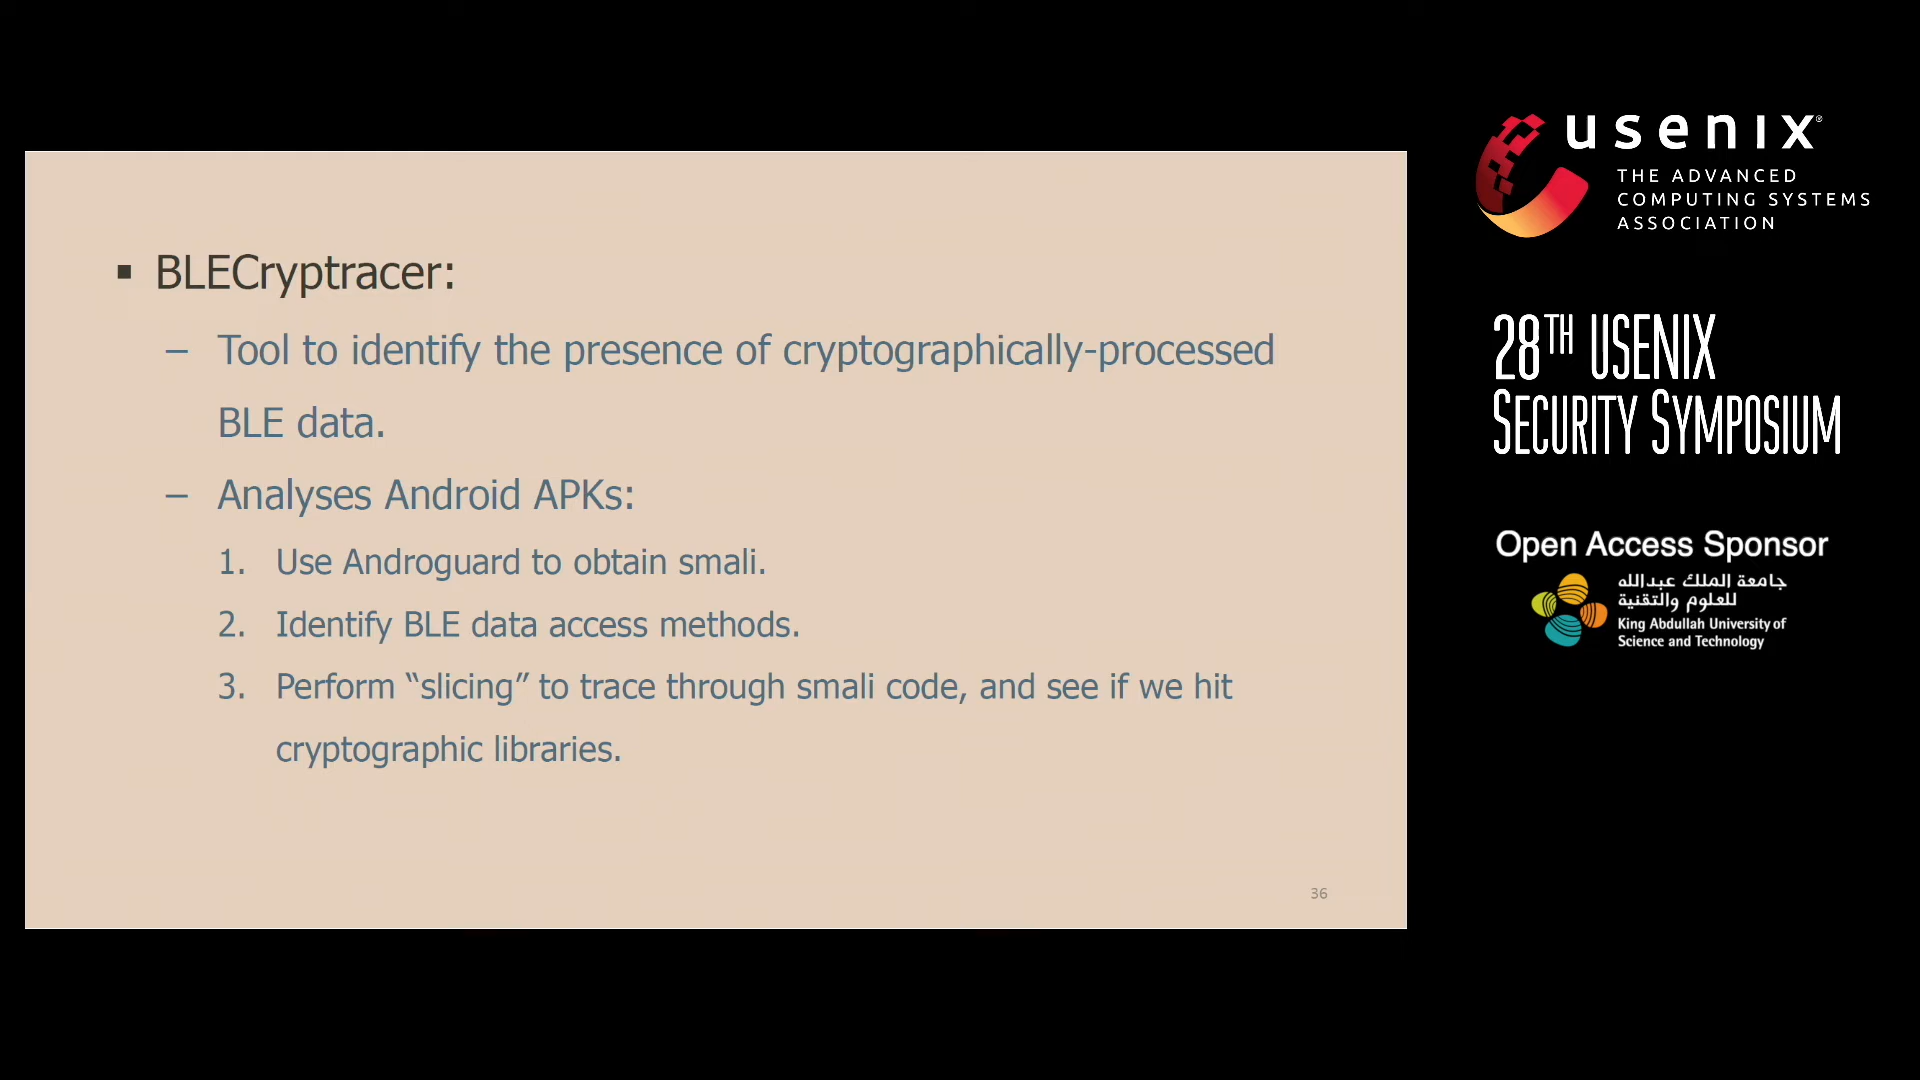 ▪ BLECryptracer:
– Tool to identify the presence of cryptographically-processed
BLE data.
– Analyses Android APKs:
1. Use Androguard to obtain smali.
2. Identify BLE data access methods.
3. Perform “slicing” to trace through smali code, and see if we hit
cryptographic libraries.
36
usenix®
THE ADVANCED
COMPUTING SYSTEMS
ASSOCIATION
28TH USENIX
SECURITY SYMPOSIUM
Open Access Sponsor
جامعة الملك عبدالله
للعلوم والتقنية
King Abdullah University of
Science and Technology